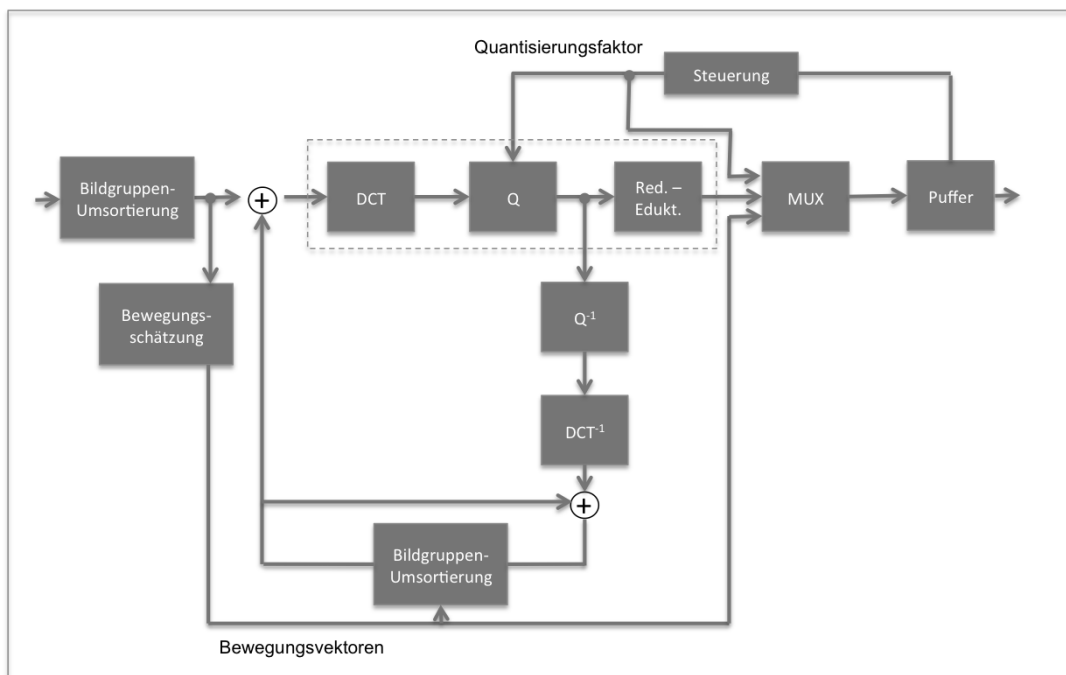 Quantisierungsfaktor
Steuerung
Bildgruppen-
Umsortierung
+
DCT
Q
Red. –
Edukt.
MUX
Puffer
Bewegungs-
schätzung
Q-1
DCT-1
+
Bildgruppen-
Umsortierung
Bewegungsvektoren